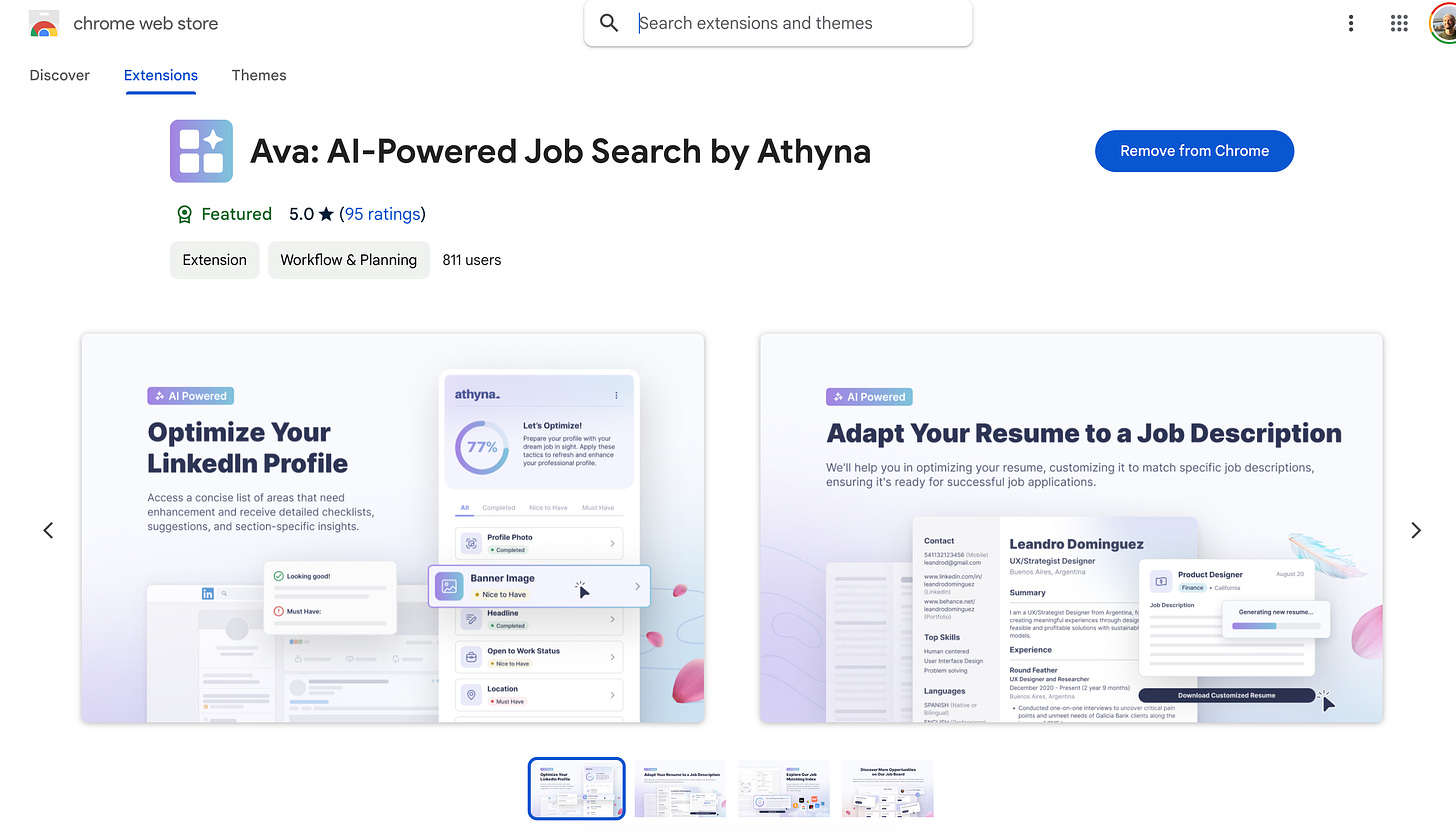 chrome web store
Search extensions and themes
Discover
Extensions
Themes
Ava: AI-Powered Job Search by Athyna
Remove from Chrome
Featured
5.0 ★ (95 ratings)
Extension
Workflow & Planning
811 users
AI Powered
Optimize Your
LinkedIn Profile
Access a concise list of areas that need
enhancement and receive detailed checklists,
suggestions, and section-specific insights.
Looking good!
Must Have:
in
athyna.
77%
Let's Optimize!
Prepare your profile with your
dream job in sight. Apply these
tactics to refresh and enhance
your professional profile.
All
Completed
Nice to Have
Must Have
Profile Photo
Completed
Banner Image
Nice to Have
Headline
Completed
Open to Work Status
Nice to Have
Location
Must Have
AI Powered
Adapt Your Resume to a Job Description
We'll help you in optimizing your resume, customizing it to match specific job descriptions,
ensuring it's ready for successful job applications.
Contact
541132123456 (Mobile)
leandrod@gmail.com
www.linkedin.com/in/
leandrodominguez
(LinkedIn)
www.behance.net/
leandrodominguez
(Portfolio)
Top Skills
Human centered
User Interface Design
Problem solving
Languages
SPANISH (Native or
Bilingual)
ENGLISH (Professional)
Leandro Dominguez
UX/Strategist Designer
Buenos Aires, Argentina
Summary
I am a UX/Strategist Designer from Argentina,
creating meaningful experiences through
feasible and profitable solutions with
models.
Experience
Round Feather
UX Designer and Researcher
December 2020 - Present (2 year 9 months)
Buenos Aires, Argentina
• Conducted one-on-one interviews to uncover critical pain
points and unmet needs of Galicia Bank clients along the
Product Designer
August 20
Finance • California
Job Description
Generating new resume...
Download Customized Resume
Optimize Your
LinkedIn Profile
Adapt Your Resume to a Job Description
Explore Our Job
Matching Index
Discover More Opportunities
on Our Job Board